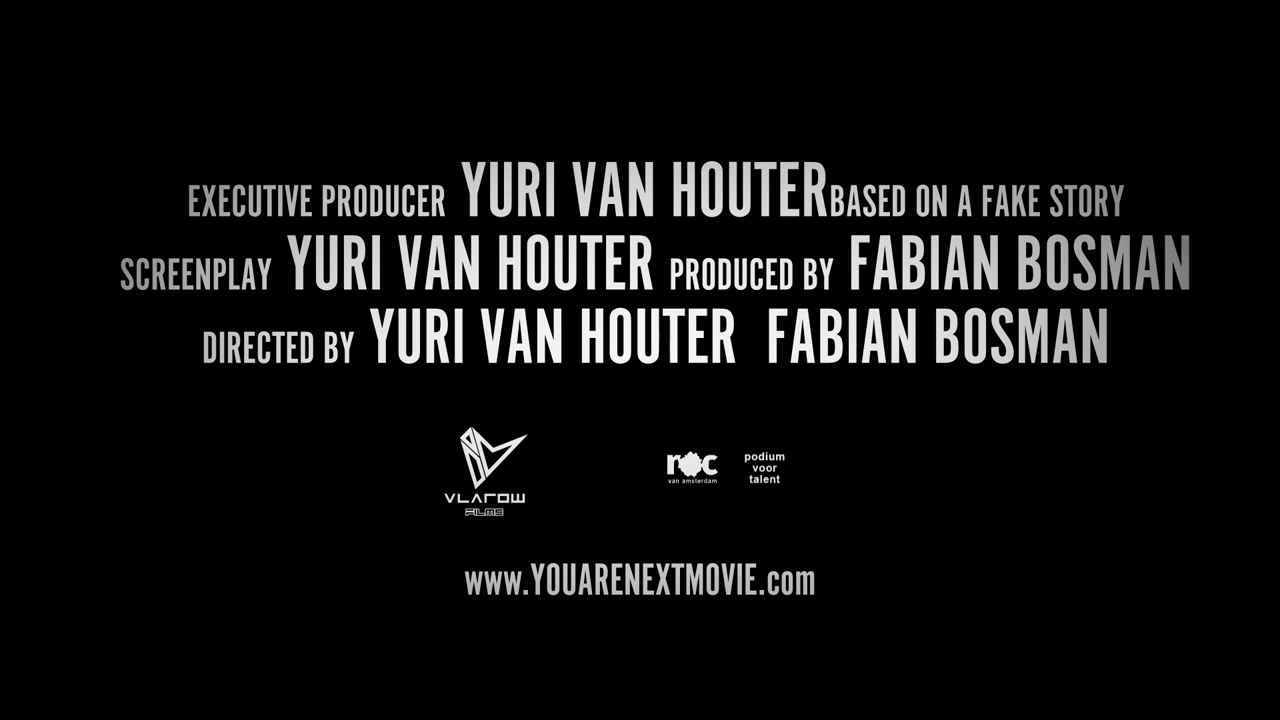 EXECUTIVE PRODUCER YURI VAN HOUTERBASED ON A FAKE STORY
SCREENPLAY YURI VAN HOUTER PRODUCED BY FABIAN BOSMAN
DIRECTED BY YURI VAN HOUTER FABIAN BOSMAN
VLAROW
FILMS
roc
van amsterdam
podium
voor
talent
www.YOUARENEXTMOVIE.com